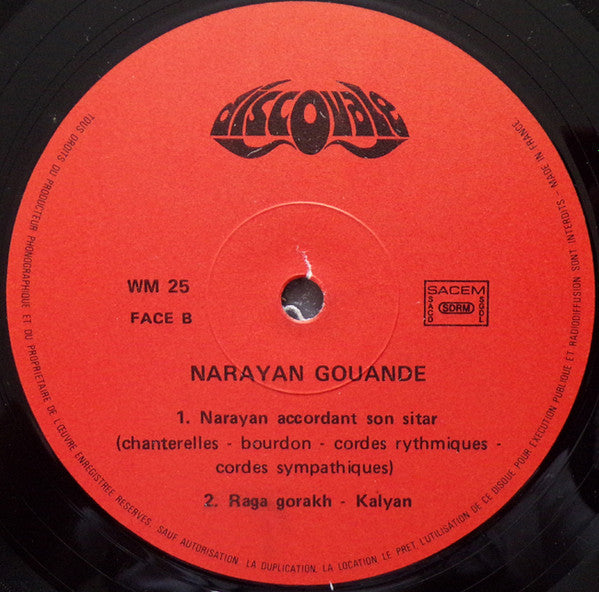 discovale
WM 25
FACE B
SACEM
SACD
SDRM
SGDL
NARAYAN GOUANDE
1. Narayan accordant son sitar
(chanterelles - bourdon - cordes rythmiques -
cordes sympathiques)
2. Raga gorakh - Kalyan
TOUS DROITS DU PRODUCTEUR PHONOGRAPHIQUE ET DU PROPRIETAIRE DE L'ŒUVRE ENREGISTREE RESERVES. SAUF AUTORISATION, LA DUPLICATION, LA LOCATION LE PRET L'UTILISATION DE CE DISQUE POUR EXECUTION PUBLIQUE ET RADIODIFFUSION SONT INTERDITS - MADE IN FRANCE.